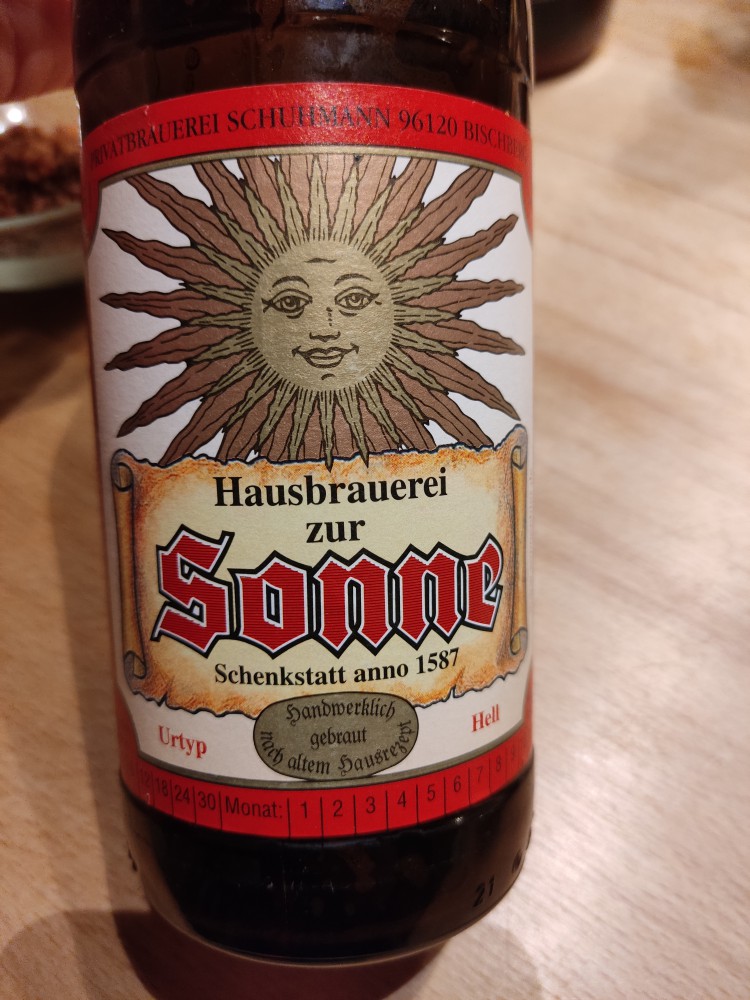 PRIVATBRAUEREI SCHUHMANN 96120 BISCHBERG
Hausbrauerei
zur
Sonne
Schenkstatt anno 1587
Urtyp
Handwerklich
gebraut
nach altem Hausrezept
Hell
18 24 30 Monat: 1 2 3 4 5 6 7 8
21